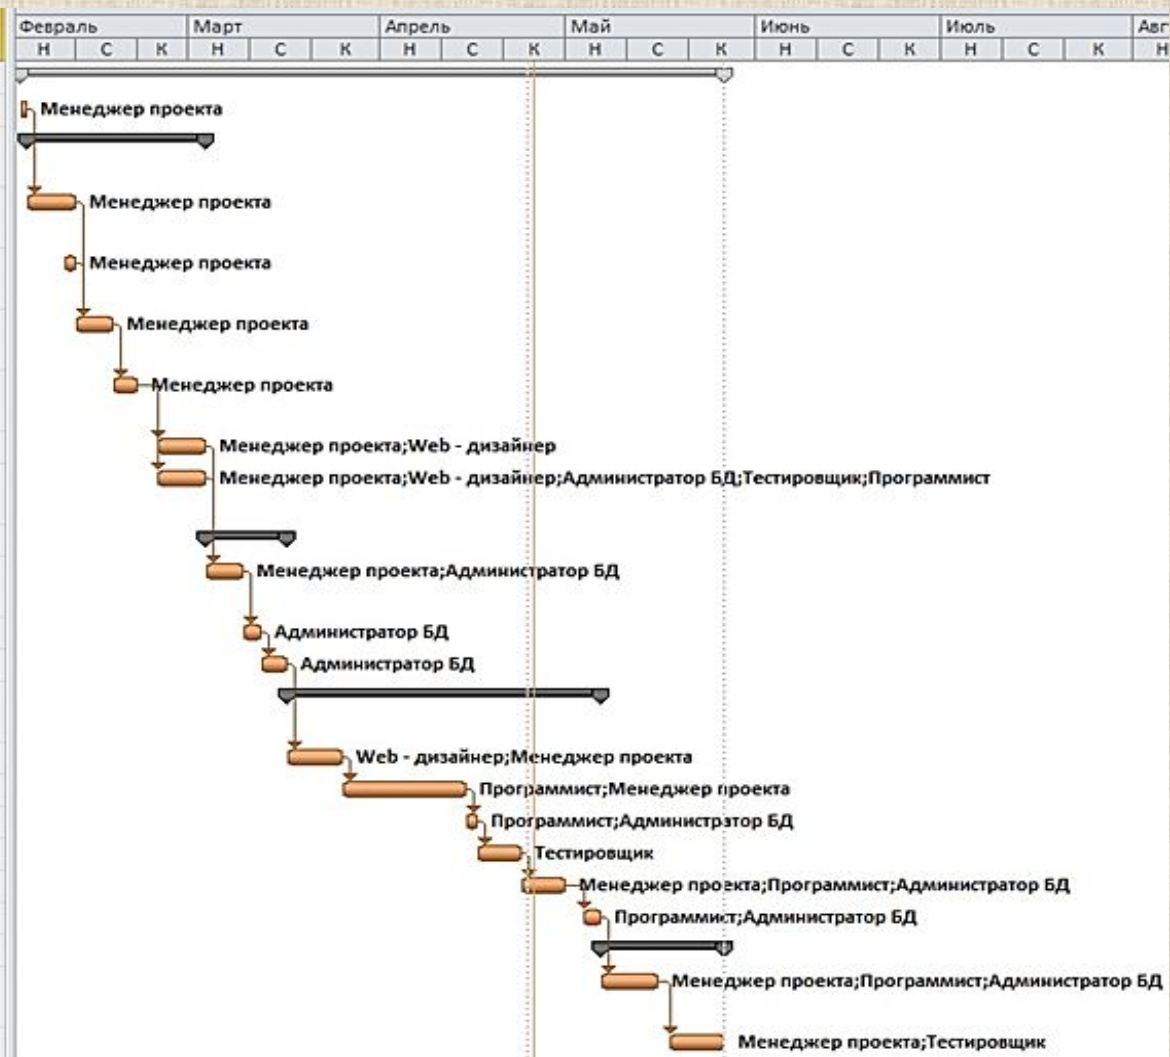 Февраль Март Апрель Май Июнь Июль Авг
Н С К Н С К Н С К Н С К Н С К Н С К Н
Менеджер проекта
Менеджер проекта
Менеджер проекта
Менеджер проекта
Менеджер проекта
Менеджер проекта;Web - дизайнер
Менеджер проекта;Web - дизайнер;Администратор БД;Тестировщик;Программист
Менеджер проекта;Администратор БД
Администратор БД
Администратор БД
Web - дизайнер;Менеджер проекта
Программист;Менеджер проекта
Программист;Администратор БД
Тестировщик
Менеджер проекта;Программист;Администратор БД
Программист;Администратор БД
Менеджер проекта;Программист;Администратор БД
Менеджер проекта;Тестировщик